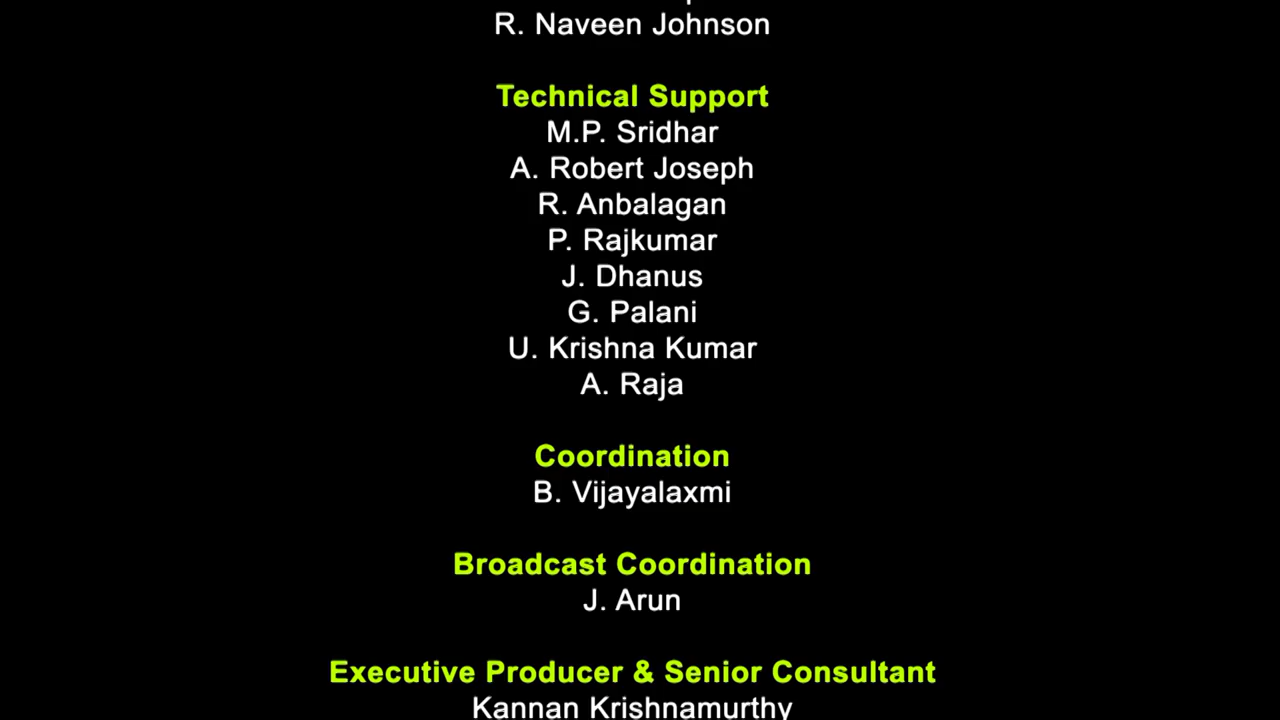 R. Naveen Johnson
Technical Support
M.P. Sridhar
A. Robert Joseph
R. Anbalagan
P. Rajkumar
J. Dhanus
G. Palani
U. Krishna Kumar
A. Raja
Coordination
B. Vijayalaxmi
Broadcast Coordination
J. Arun
Executive Producer & Senior Consultant
Kannan Krishnamurthy